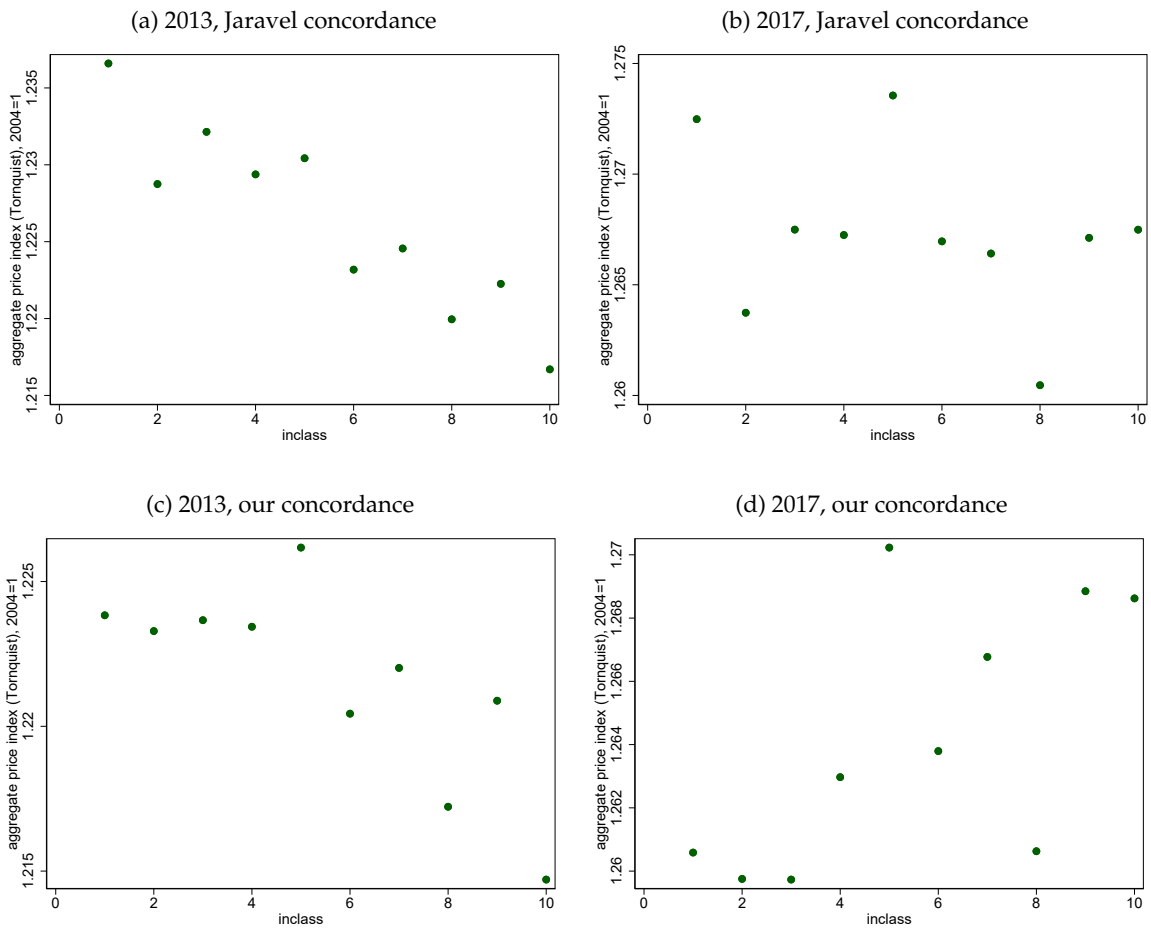 (a) 2013, Jaravel concordance
aggregate price index (Tornquist), 2004=1
1.235
1.23
1.225
1.22
1.215
0 2 4 6 8 10
inclass
(b) 2017, Jaravel concordance
aggregate price index (Tornquist), 2004=1
1.275
1.27
1.265
1.26
0 2 4 6 8 10
inclass
(c) 2013, our concordance
aggregate price index (Tornquist), 2004=1
1.225
1.22
1.215
0 2 4 6 8 10
inclass
(d) 2017, our concordance
aggregate price index (Tornquist), 2004=1
1.27
1.268
1.266
1.264
1.262
1.26
0 2 4 6 8 10
inclass